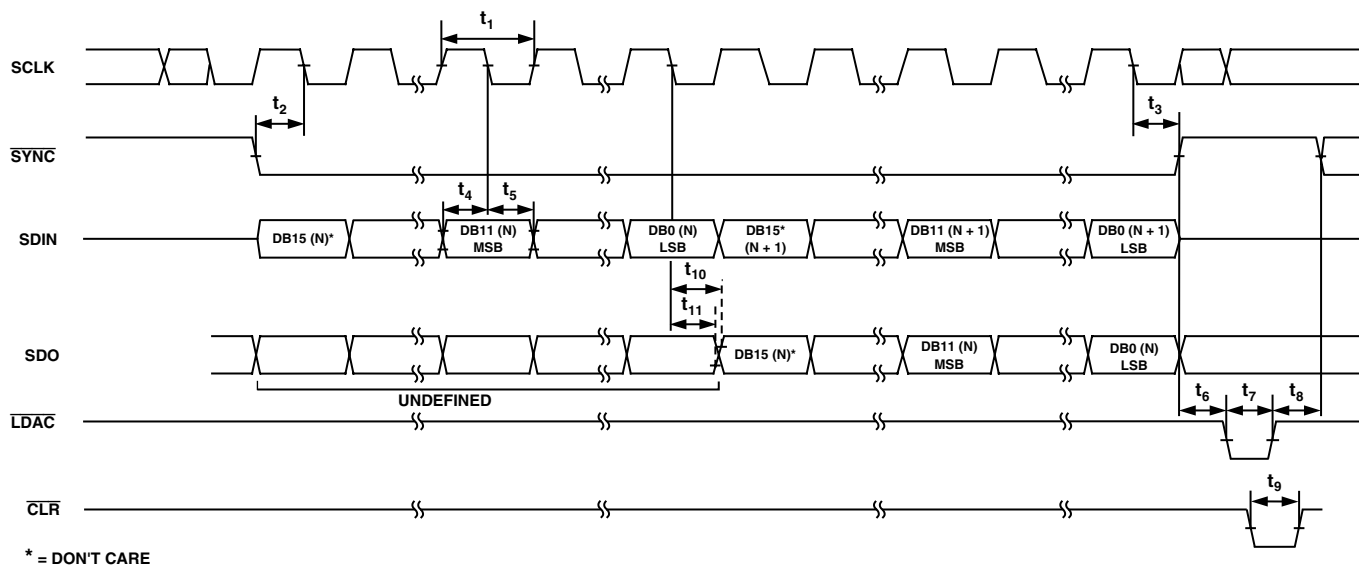 t1
SCLK
t2
t3
SYNC
t4 t5
SDIN
DB15 (N)*
DB11 (N)
MSB
DB0 (N)
LSB
DB15*
(N + 1)
DB11 (N + 1)
MSB
DB0 (N + 1)
LSB
t10
t11
SDO
DB15 (N)*
DB11 (N)
MSB
DB0 (N)
LSB
UNDEFINED
t6 t7 t8
LDAC
t9
CLR
* = DON'T CARE